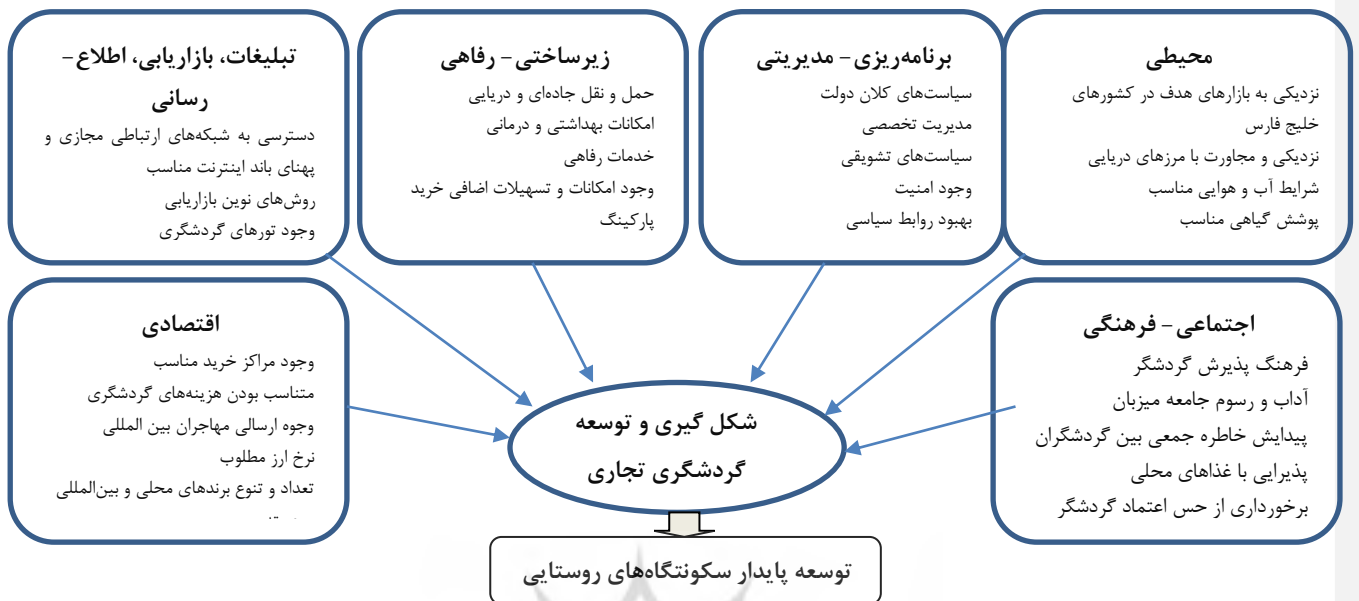 محیطی
نزدیکی به بازارهای هدف در کشورهای
خلیج فارس
نزدیکی و مجاورت با مرزهای دریایی
شرایط آب و هوایی مناسب
پوشش گیاهی مناسب
برنامه‌ریزی- مدیریتی
سیاست‌های کلان دولت
مدیریت تخصصی
سیاست‌های تشویقی
وجود امنیت
بهبود روابط سیاسی
زیرساختی- رفاهی
حمل و نقل جاده‌ای و دریایی
امکانات بهداشتی و درمانی
خدمات رفاهی
وجود امکانات و تسهیلات اضافی خرید
پارکینگ
تبلیغات، بازاریابی، اطلاع-
رسانی
دسترسی به شبکه‌های ارتباطی مجازی و
پهنای باند اینترنت مناسب
روش‌های نوین بازاریابی
وجود تورهای گردشگری
اجتماعی- فرهنگی
فرهنگ پذیرش گردشگر
آداب و رسوم جامعه میزبان
پیدایش خاطره جمعی بین گردشگران
پذیرایی با غذاهای محلی
برخورداری از حس اعتماد گردشگر
اقتصادی
وجود مراکز خرید مناسب
متناسب بودن هزینه‌های گردشگری
وجوه ارسالی مهاجران بین المللی
نرخ ارز مطلوب
تعداد و تنوع برندهای محلی و بین‌المللی
شکل گیری و توسعه
گردشگری تجاری
توسعه پایدار سکونتگاه‌های روستایی